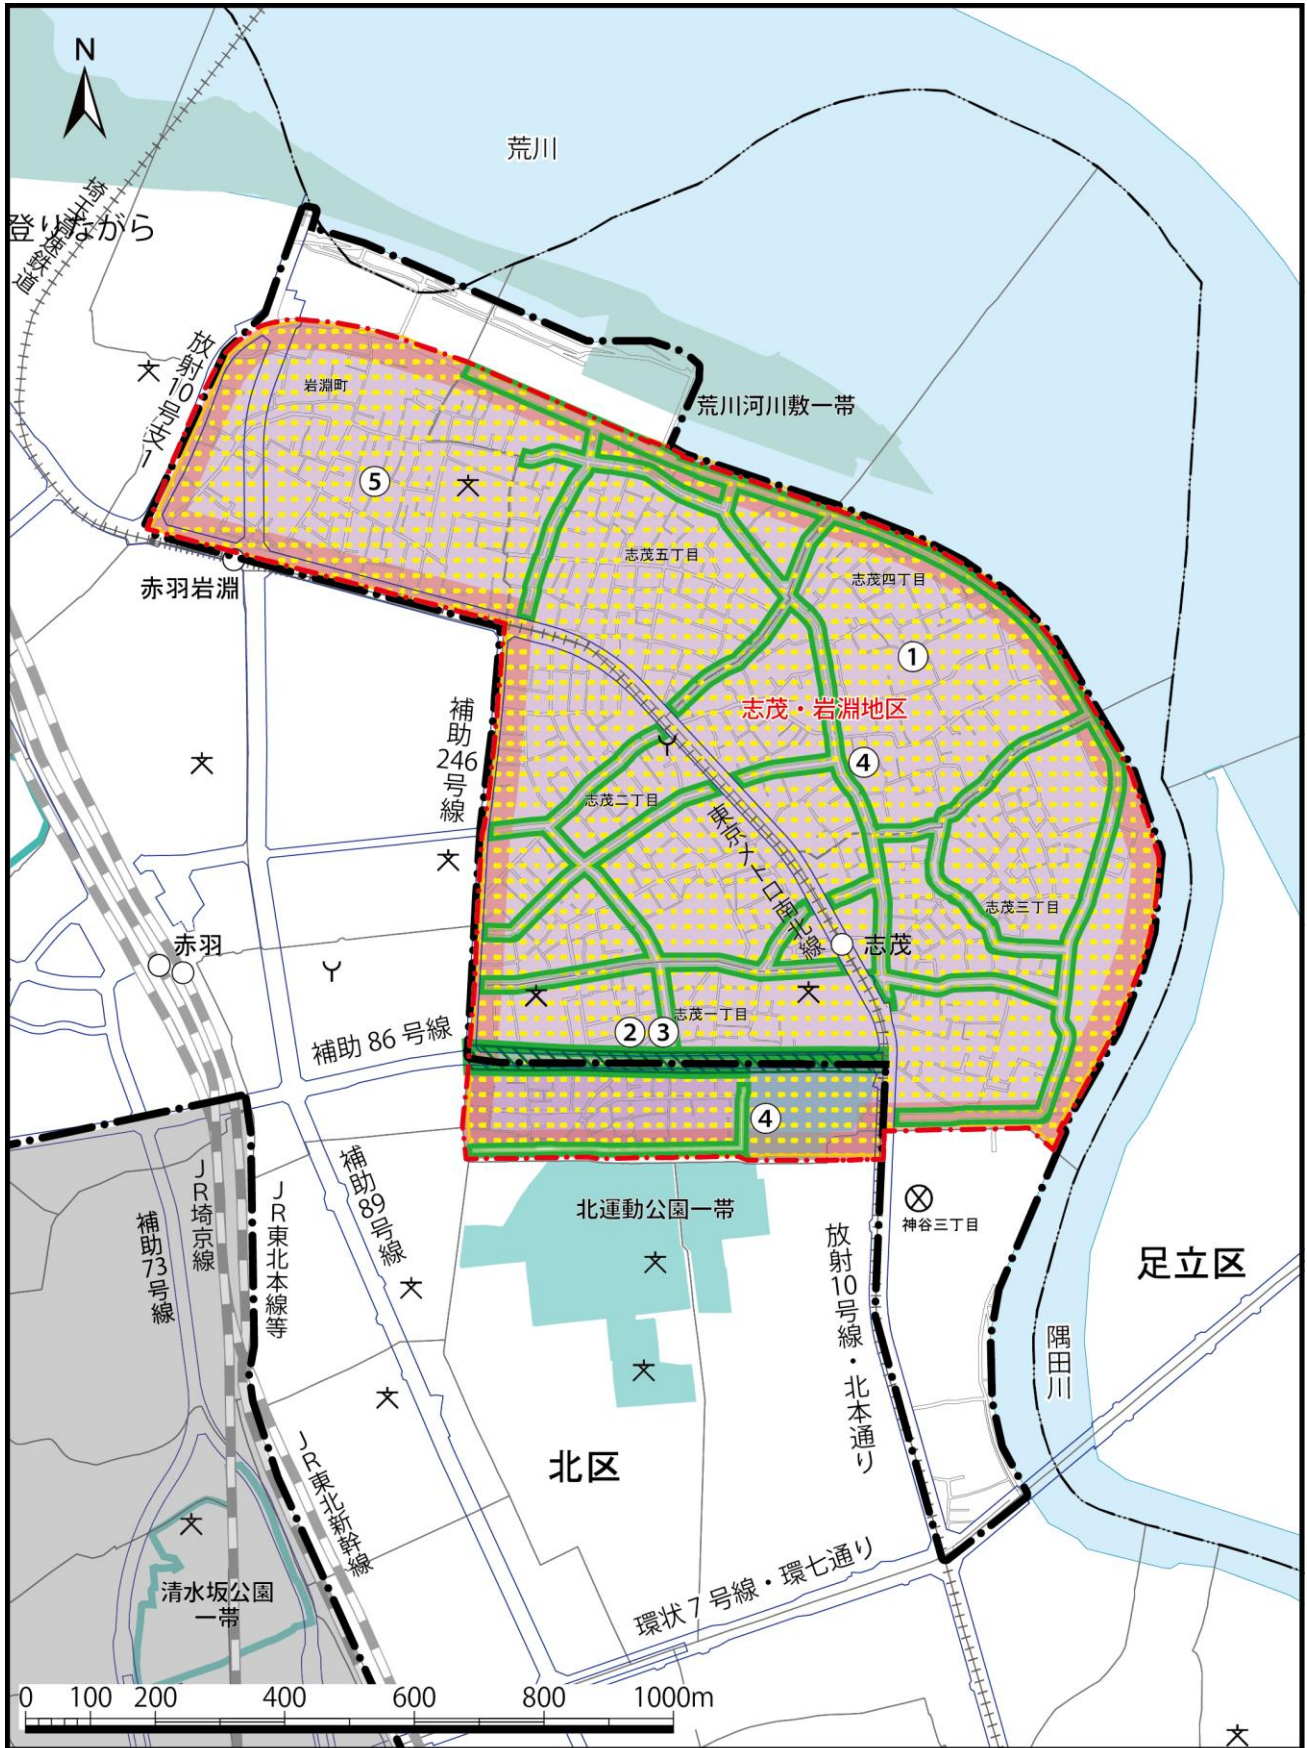 N
荒川
埼玉高速鉄道
登りながら
放射10号支1
岩淵町
荒川河川敷一帯
⑤
志茂五丁目
志茂四丁目
赤羽岩淵
①
志茂・岩淵地区
補助246号線
④
志茂二丁目
東京メトロ南北線
志茂三丁目
赤羽
志茂
志茂一丁目
②③
補助86号線
④
補助89号線
JR埼京線
JR東北本線等
補助73号線
北運動公園一帯
神谷三丁目
放射10号線・北本通り
足立区
隅田川
北区
JR東北新幹線
清水坂公園
一帯
環状7号線・環七通り
0 100 200 400 600 800 1000m